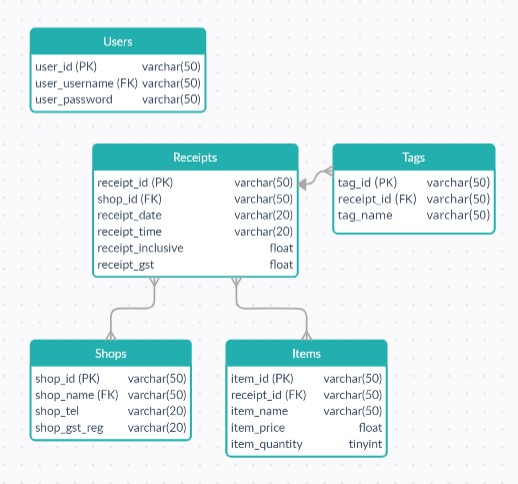 Users
user_id (PK) varchar(50)
user_username (FK) varchar(50)
user_password varchar(50)
Receipts
receipt_id (PK) varchar(50)
shop_id (FK) varchar(50)
receipt_date varchar(20)
receipt_time varchar(20)
receipt_inclusive float
receipt_gst float
Tags
tag_id (PK) varchar(50)
receipt_id (FK) varchar(50)
tag_name varchar(50)
Shops
shop_id (PK) varchar(50)
shop_name (FK) varchar(50)
shop_tel varchar(20)
shop_gst_reg varchar(20)
Items
item_id (PK) varchar(50)
receipt_id (FK) varchar(50)
item_name varchar(50)
item_price float
item_quantity tinyint